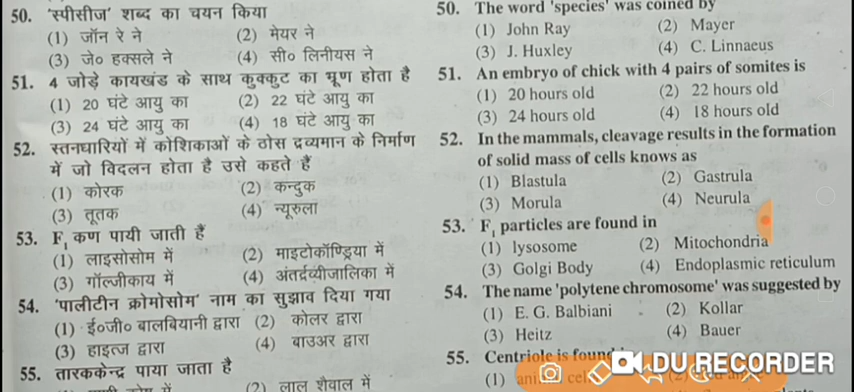 50. 'स्पीसीज' शब्द का चयन किया
(1) जॉन रे ने (2) मेयर ने
(3) जे० हक्सले ने (4) सी० लिनीयस ने
51. 4 जोड़े कायखंड के साथ कुक्कुट का भ्रूण होता है
(1) 20 घंटे आयु का (2) 22 घंटे आयु का
(3) 24 घंटे आयु का (4) 18 घंटे आयु का
52. स्तनधारियों में कोशिकाओं के ठोस द्रव्यमान के निर्माण
में जो विदलन होता है उसे कहते हैं
(1) कोरक (2) कन्दुक
(3) तूतक (4) न्यूरुला
53. F₁ कण पायी जाती हैं
(1) लाइसोसोम में (2) माइटोकॉण्ड्रिया में
(3) गॉल्जीकाय में (4) अंतर्द्रव्यीजालिका में
54. 'पालीटीन क्रोमोसोम' नाम का सुझाव दिया गया
(1) ई०जी० बालबियानी द्वारा (2) कोलर द्वारा
(3) हाइत्ज द्वारा (4) बाउअर द्वारा
55. तारककेन्द्र पाया जाता है
(2) लाल शैवाल में
50. The word 'species' was coined by
(1) John Ray (2) Mayer
(3) J. Huxley (4) C. Linnaeus
51. An embryo of chick with 4 pairs of somites is
(1) 20 hours old (2) 22 hours old
(3) 24 hours old (4) 18 hours old
52. In the mammals, cleavage results in the formation
of solid mass of cells knows as
(1) Blastula (2) Gastrula
(3) Morula (4) Neurula
53. F₁ particles are found in
(1) lysosome (2) Mitochondria
(3) Golgi Body (4) Endoplasmic reticulum
54. The name 'polytene chromosome' was suggested by
(1) E. G. Balbiani (2) Kollar
(3) Heitz (4) Bauer
55. Centriole is found
(1)
DU RECORDER